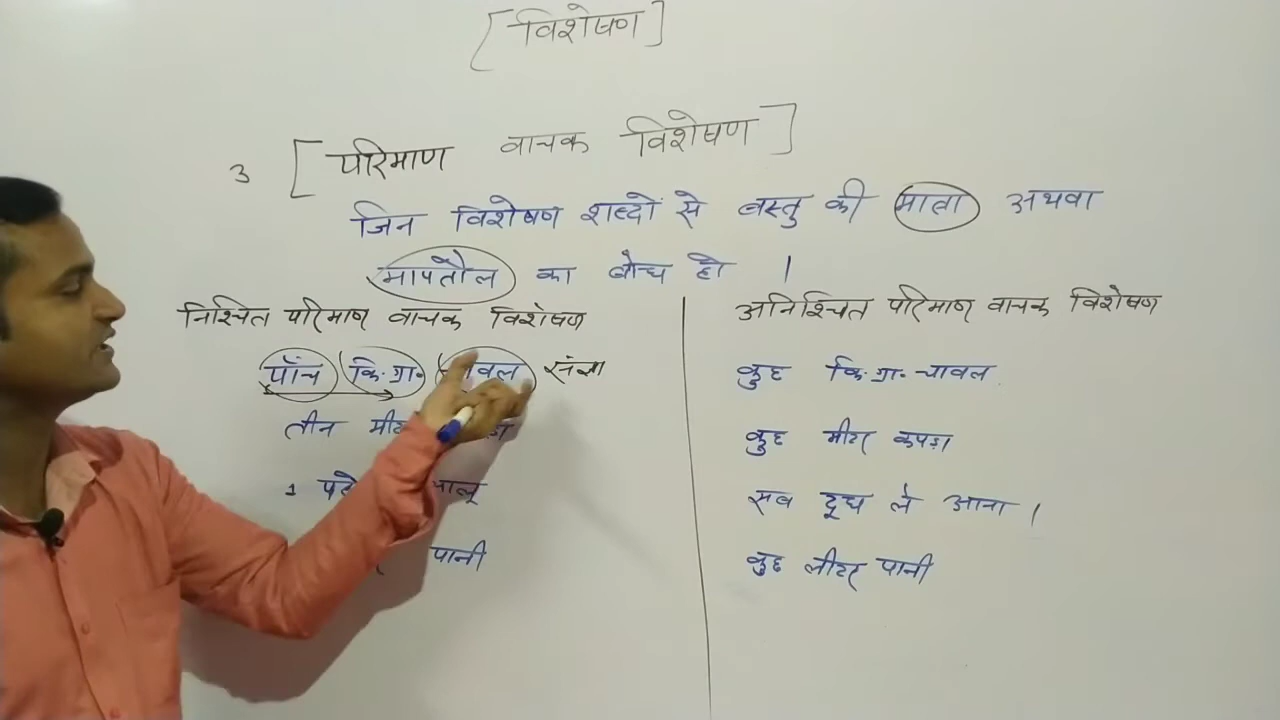 [विशेषण]
3 [परिमाण वाचक विशेषण]
जिन विशेषण शब्दों से वस्तु की मात्रा अथवा
मापतौल का बोध हो ।
निश्चित परिमाण वाचक विशेषण
पाँच कि.ग्रा. चावल संज्ञा
तीन
1
पानी
अनिश्चित परिमाण वाचक विशेषण
कुछ कि.ग्रा. चावल
कुछ मीटर कपड़ा
सब दूध ले आना ।
कुछ लीटर पानी